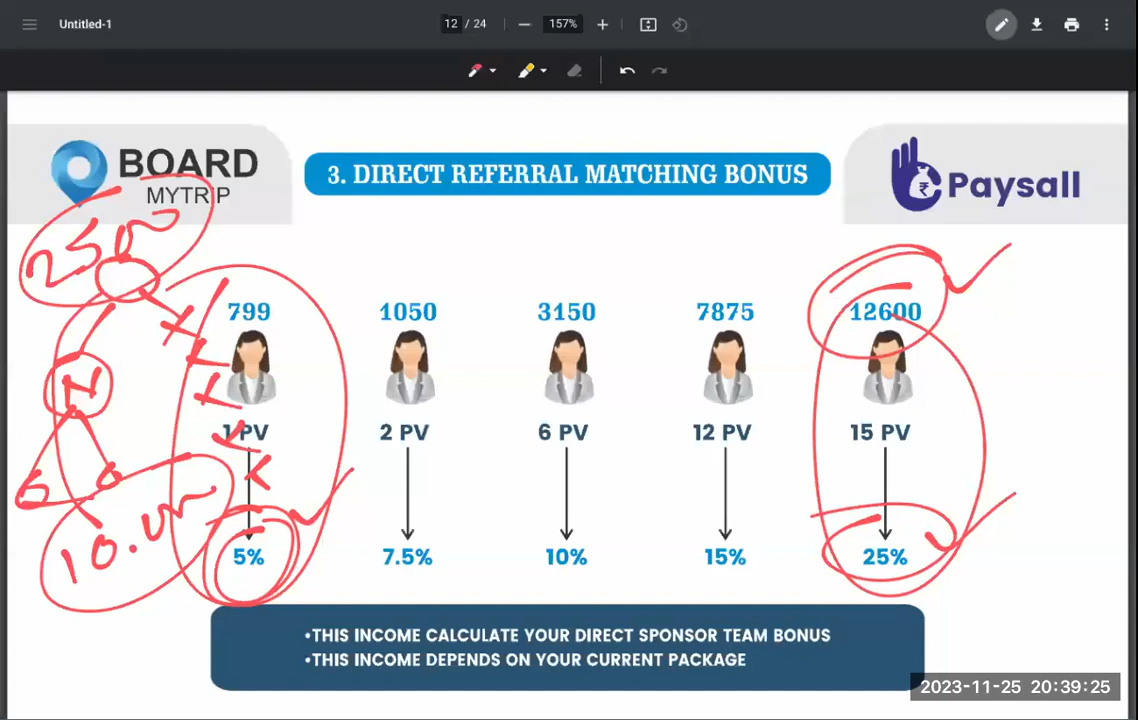 Untitled-1
12 / 24
157%
BOARD
MYTRIP
3. DIRECT REFERRAL MATCHING BONUS
Paysall
2500
799
1050
3150
7875
12600
1 PV
2 PV
6 PV
12 PV
15 PV
5%
7.5%
10%
15%
25%
•THIS INCOME CALCULATE YOUR DIRECT SPONSOR TEAM BONUS
•THIS INCOME DEPENDS ON YOUR CURRENT PACKAGE
2023-11-25 20:39:25